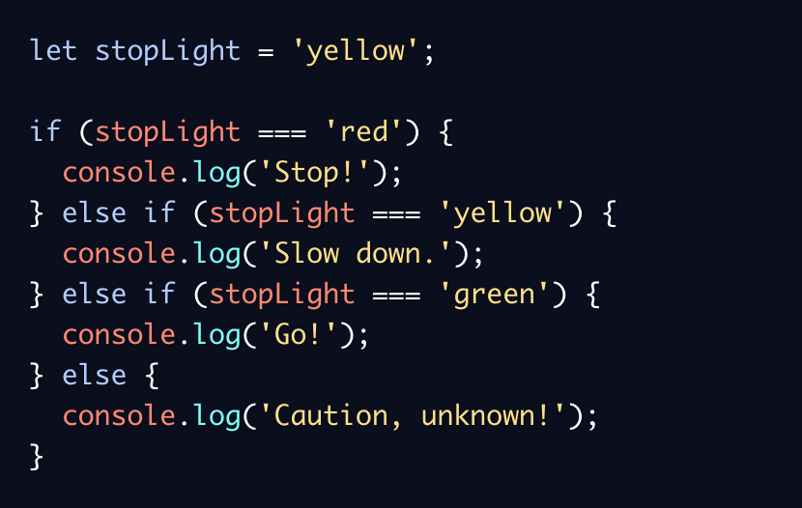 let stopLight = 'yellow';

if (stopLight === 'red') {
  console.log('Stop!');
} else if (stopLight === 'yellow') {
  console.log('Slow down.');
} else if (stopLight === 'green') {
  console.log('Go!');
} else {
  console.log('Caution, unknown!');
}